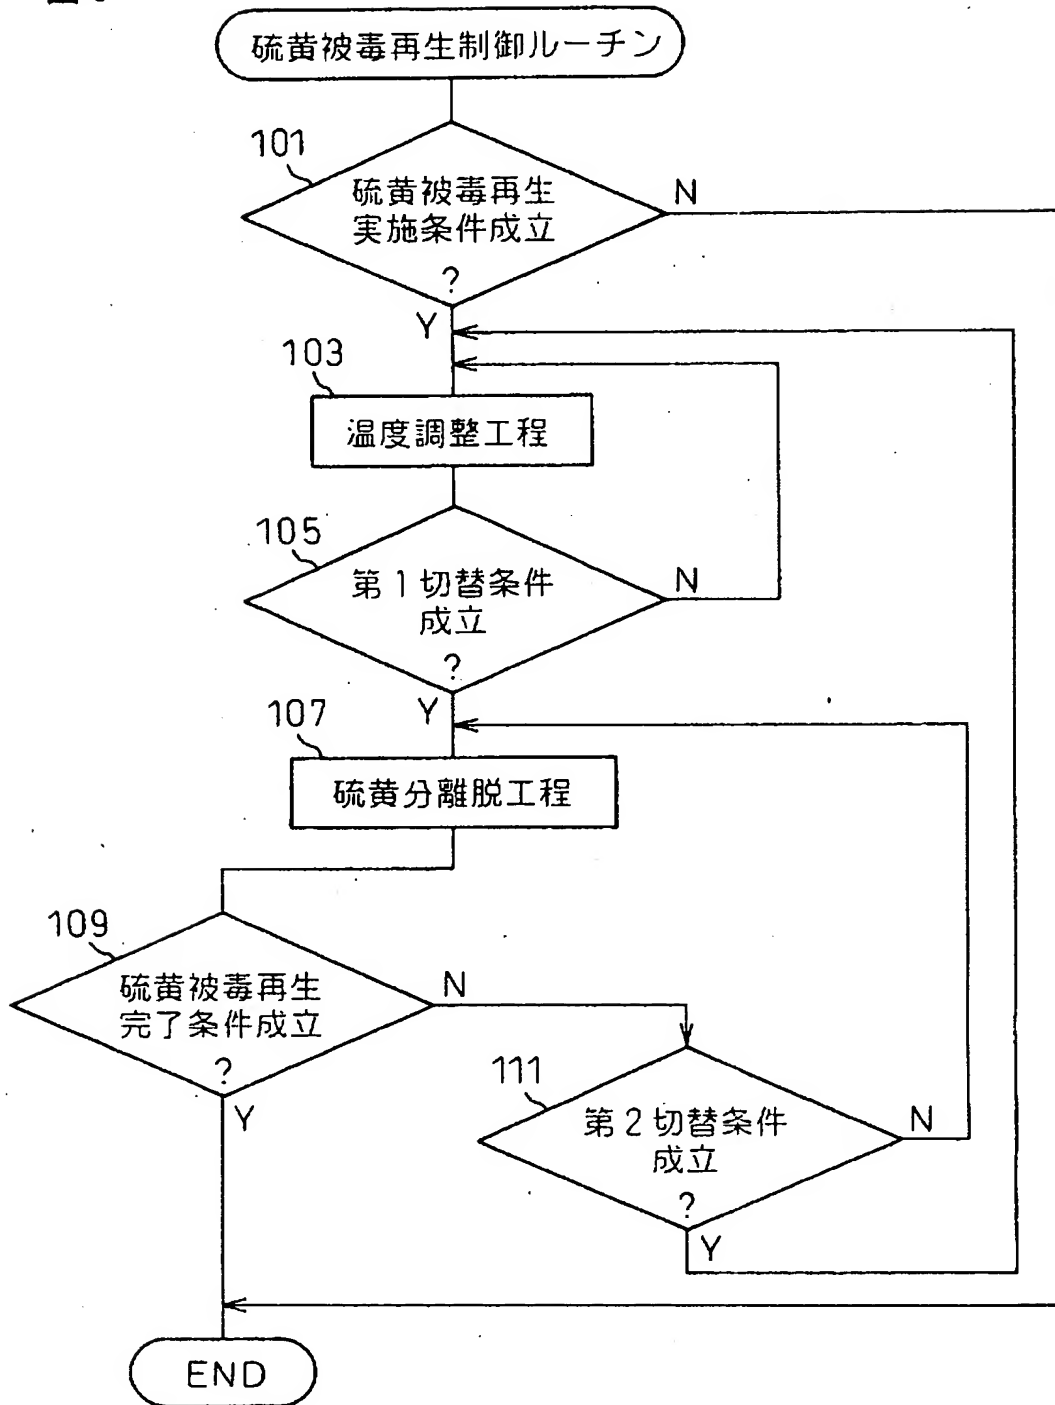 硫黄被毒再生制御ルーチン
101
硫黄被毒再生
実施条件成立
?
N
Y
103
温度調整工程
105
第1切替条件
成立
?
N
Y
107
硫黄分離脱工程
109
硫黄被毒再生
完了条件成立
?
N
Y
111
第2切替条件
成立
?
N
Y
END